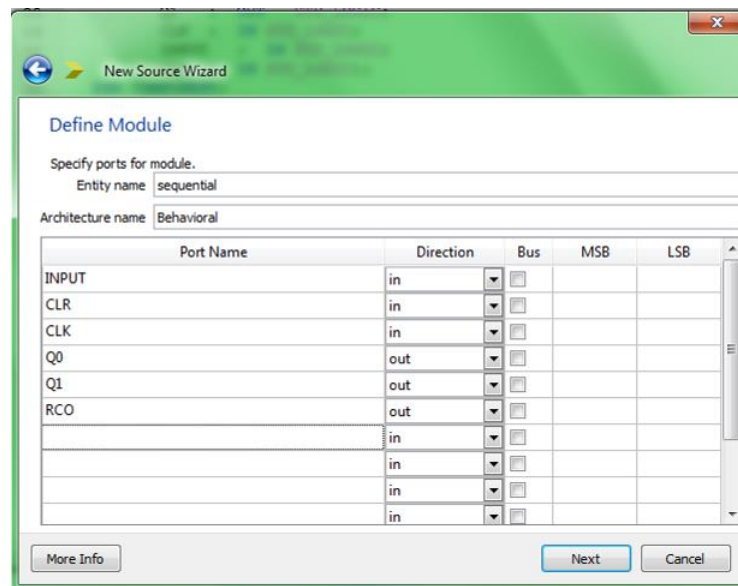 New Source Wizard
Define Module
Specify ports for module.
Entity name sequential
Architecture name Behavioral
Port Name Direction Bus MSB LSB
INPUT in
CLR in
CLK in
Q0 out
Q1 out
RCO out
in
in
in
in
More Info Next Cancel